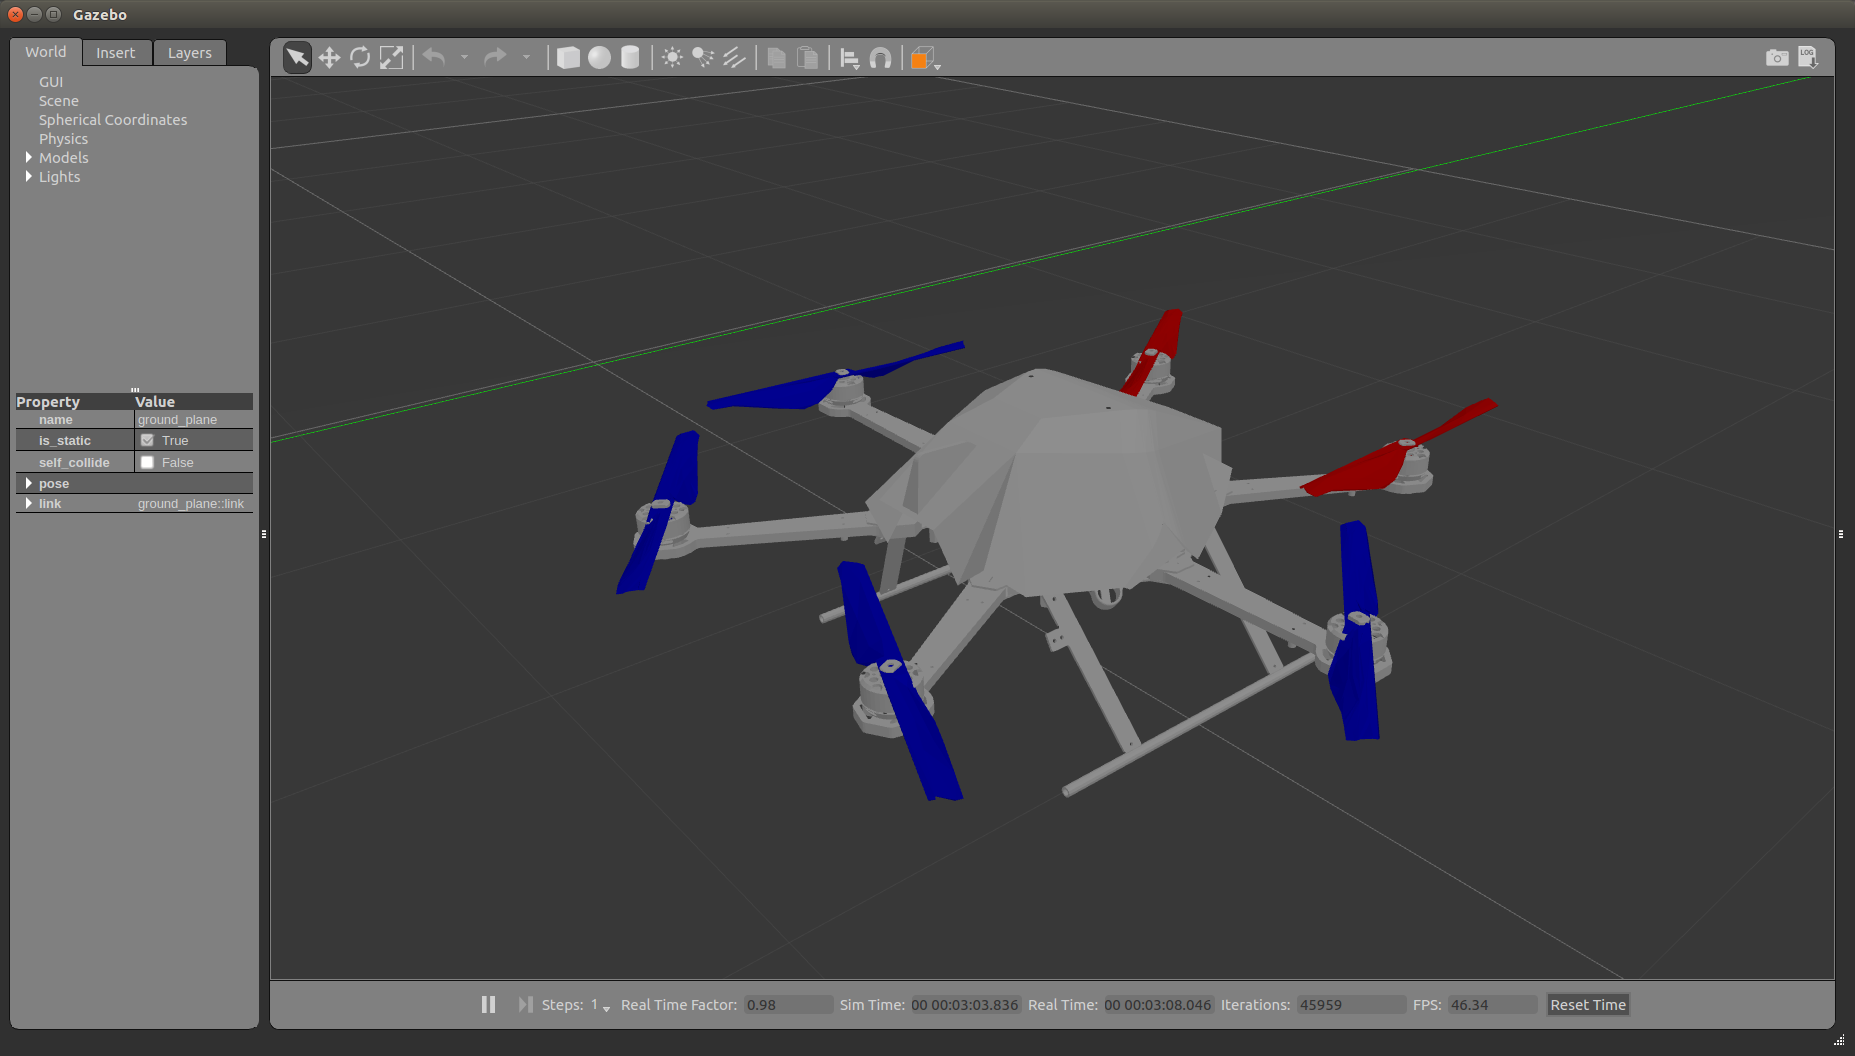 Gazebo
World Insert Layers
LOG
GUI
Scene
Spherical Coordinates
Physics
Models
Lights
Property Value
name ground_plane
is_static True
self_collide False
pose
link ground_plane::link
Steps: 1 Real Time Factor: 0.98 Sim Time: 00 00:03:03.836 Real Time: 00 00:03:08.046 Iterations: 45959 FPS: 46.34 Reset Time